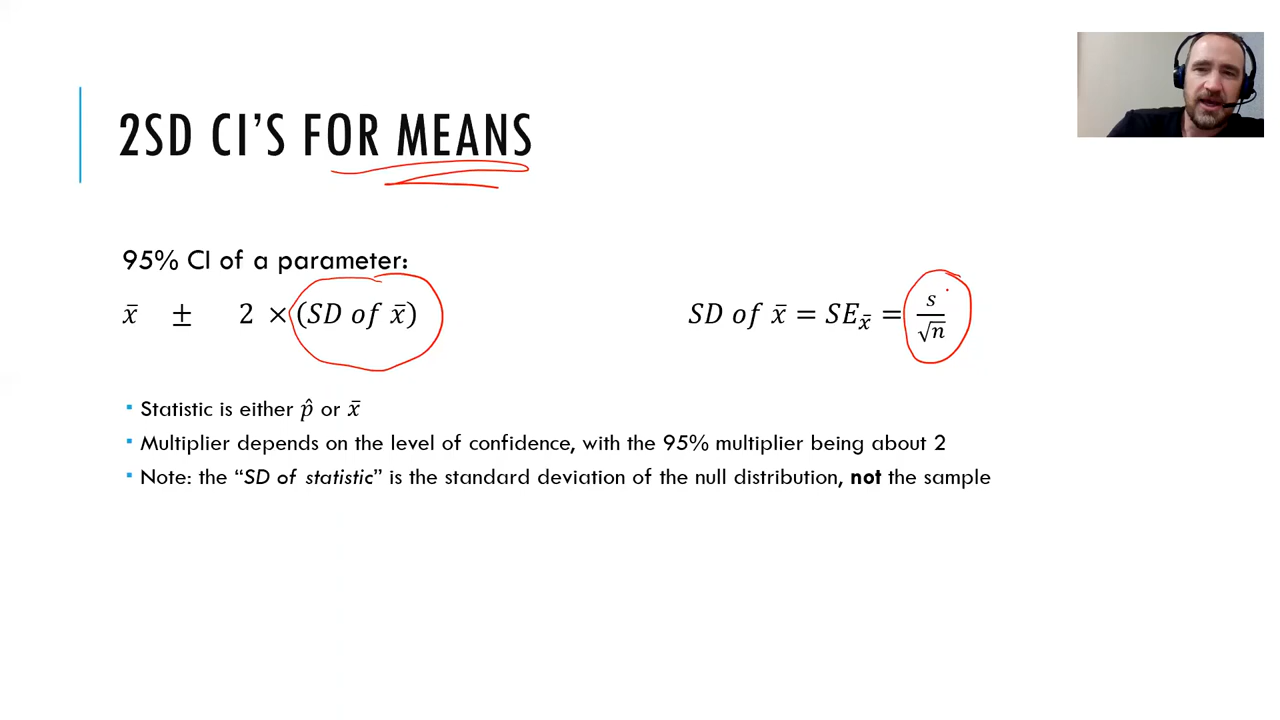 2SD CI’S FOR MEANS
95% CI of a parameter:
x̄ ± 2 × (SD of x̄)
SD of x̄ = SE_x̄ = s/√n
▪ Statistic is either p̂ or x̄
▪ Multiplier depends on the level of confidence, with the 95% multiplier being about 2
▪ Note: the “SD of statistic” is the standard deviation of the null distribution, not the sample